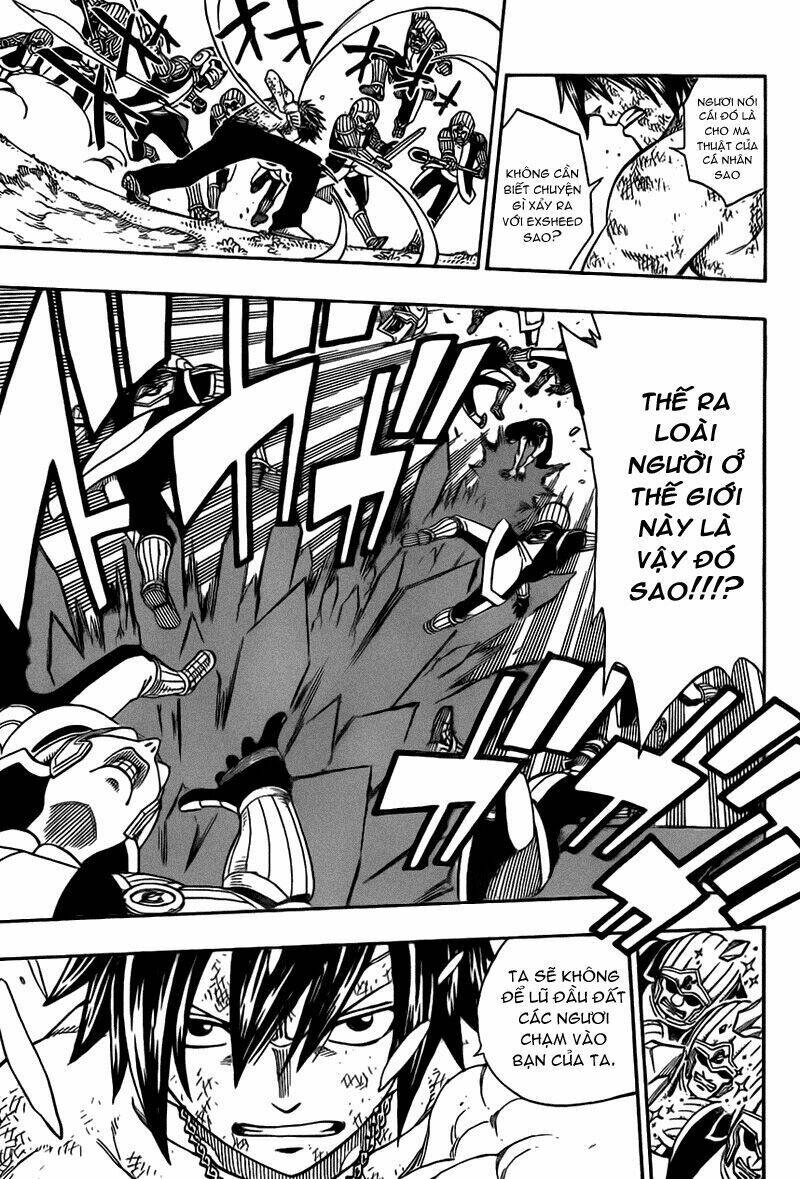 NGƯƠI NÓI
CÁI ĐÓ LÀ
CHO MA
THUẬT CỦA
CÁ NHÂN
SAO
KHÔNG CẦN
BIẾT CHUYỆN
GÌ XẢY RA
VỚI EXSHEED
SAO?
THẾ RA
LOÀI
NGƯỜI Ở
THẾ GIỚI
NÀY LÀ
VẬY ĐÓ
SAO!!!?
TA SẼ KHÔNG
ĐỂ LŨ ĐẦU ĐẤT
CÁC NGƯƠI
CHẠM VÀO
BẠN CỦA TA.